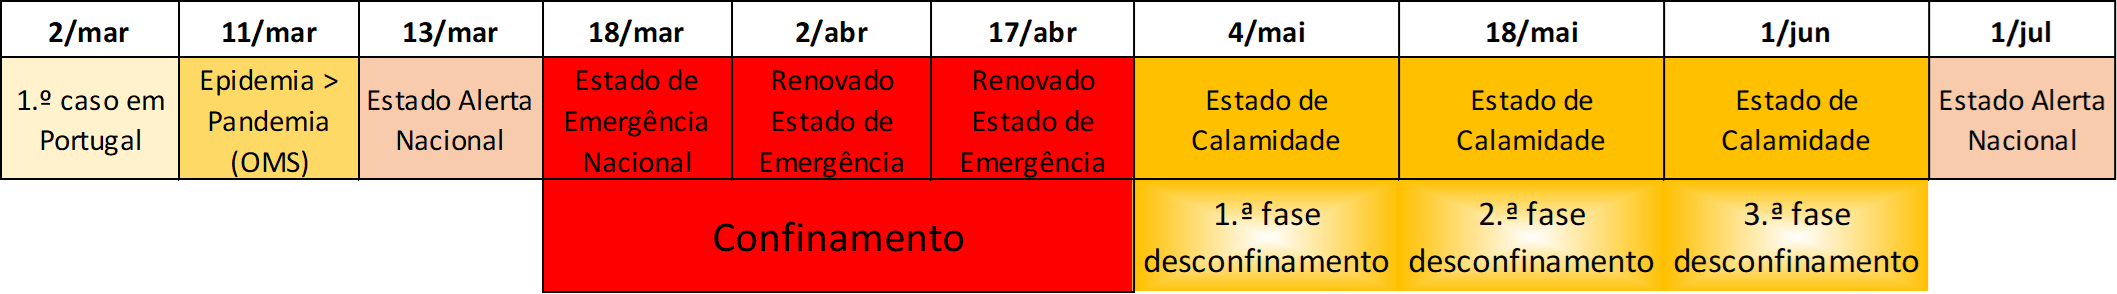 2/mar 11/mar 13/mar 18/mar 2/abr 17/abr 4/mai 18/mai 1/jun 1/jul
1.º caso em
Portugal
Epidemia >
Pandemia
(OMS)
Estado Alerta
Nacional
Estado de
Emergência
Nacional
Renovado
Estado de
Emergência
Renovado
Estado de
Emergência
Estado de
Calamidade
Estado de
Calamidade
Estado de
Calamidade
Estado Alerta
Nacional
Confinamento
1.ª fase
desconfinamento
2.ª fase
desconfinamento
3.ª fase
desconfinamento